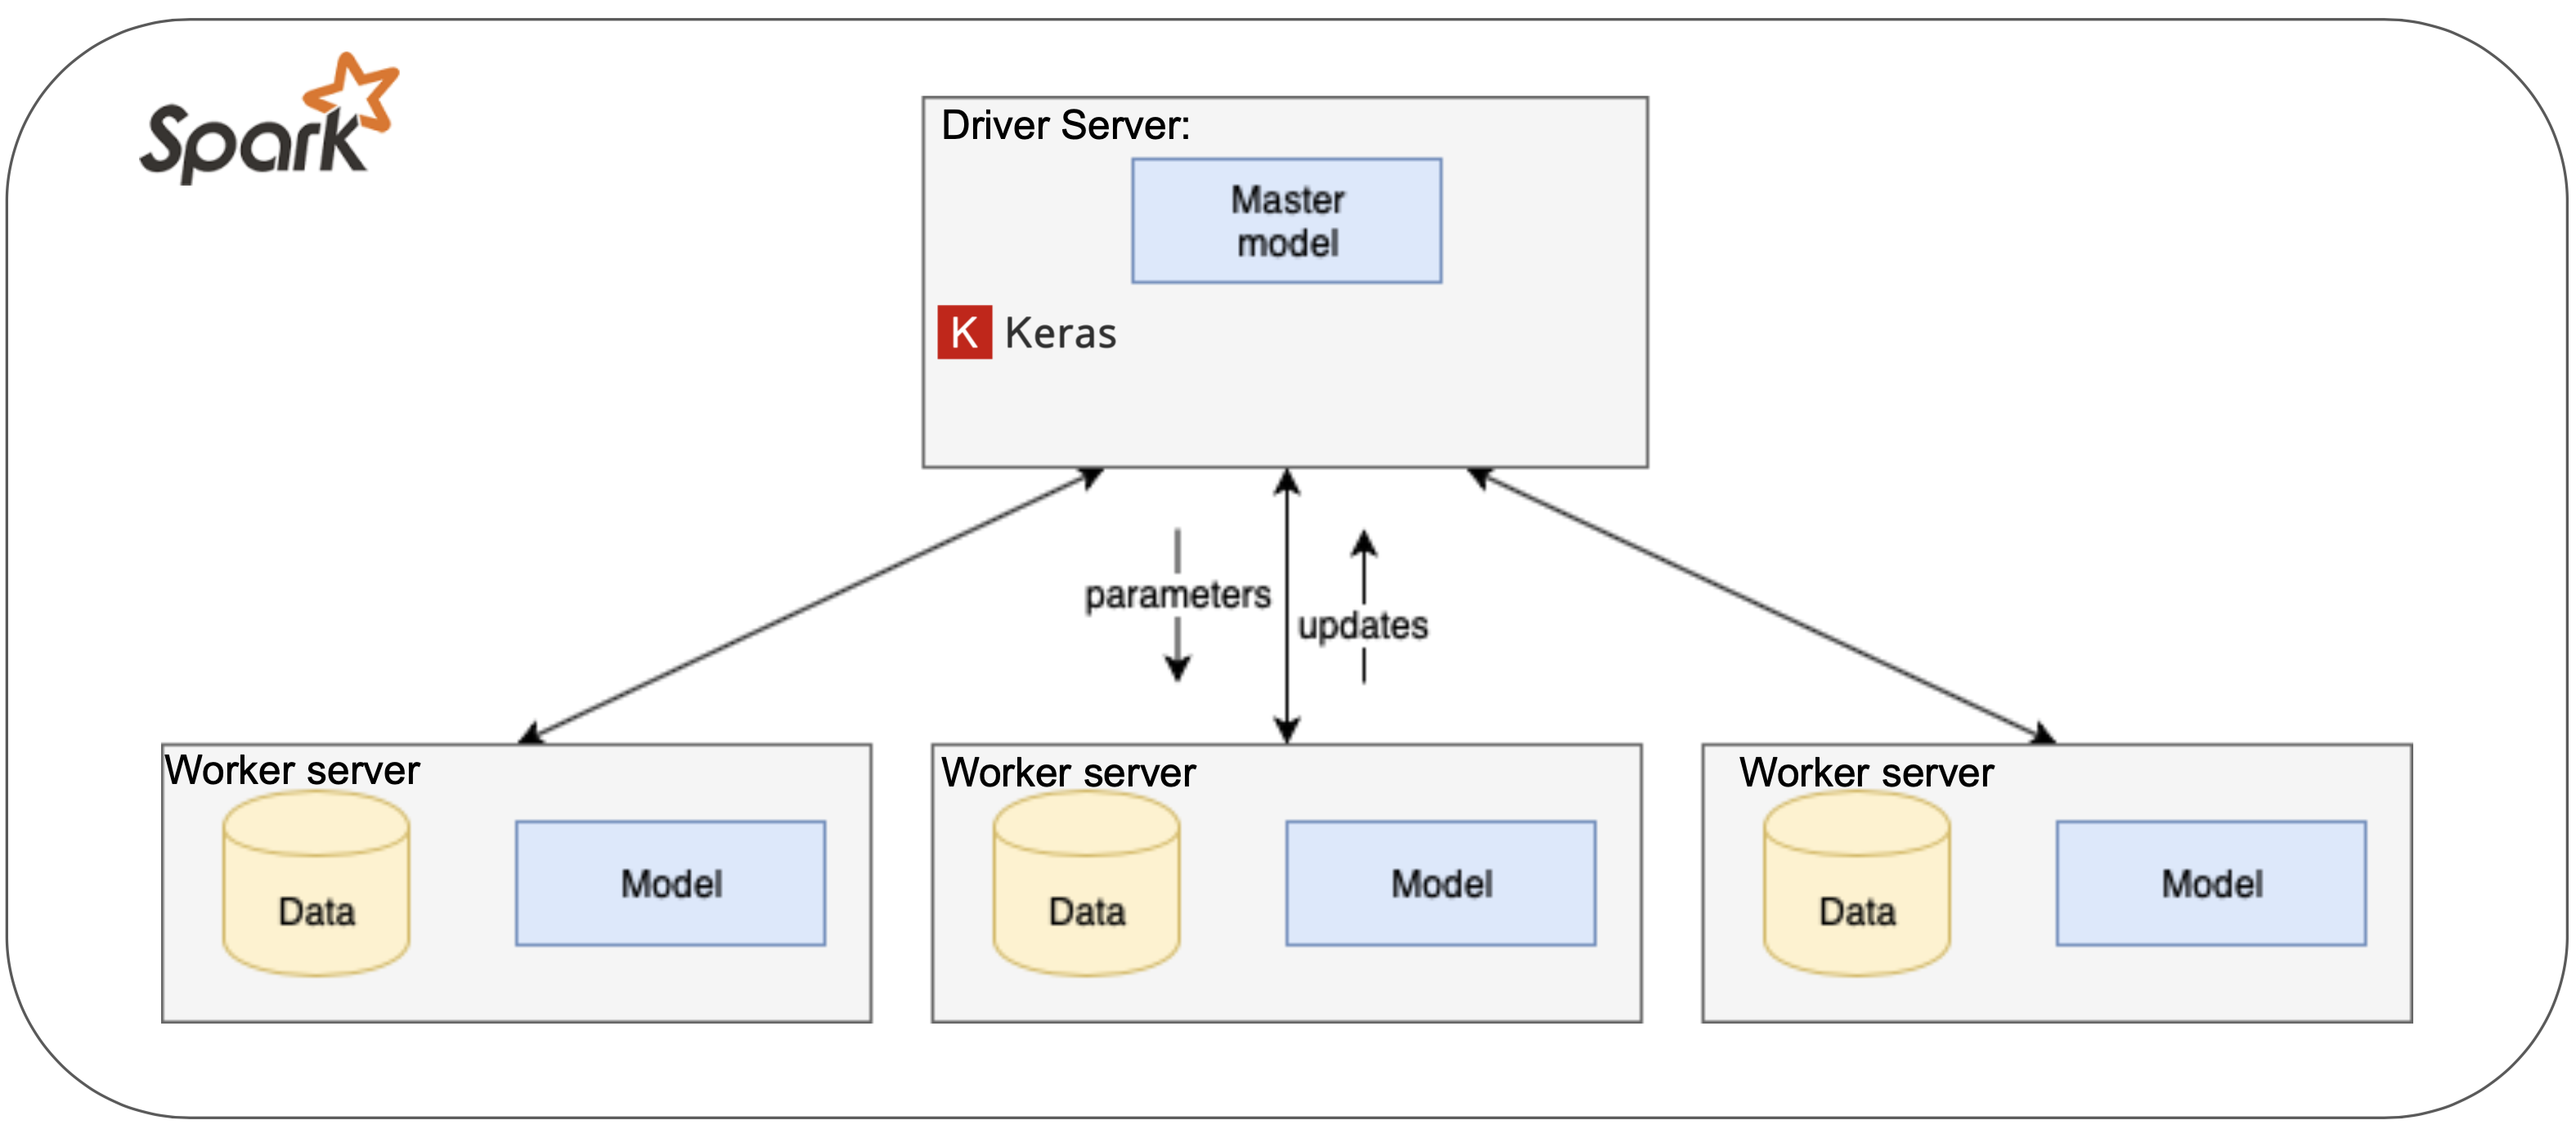 Spark
Driver Server:
Master
model
K Keras
parameters
updates
Worker server
Data
Model
Worker server
Data
Model
Worker server
Data
Model